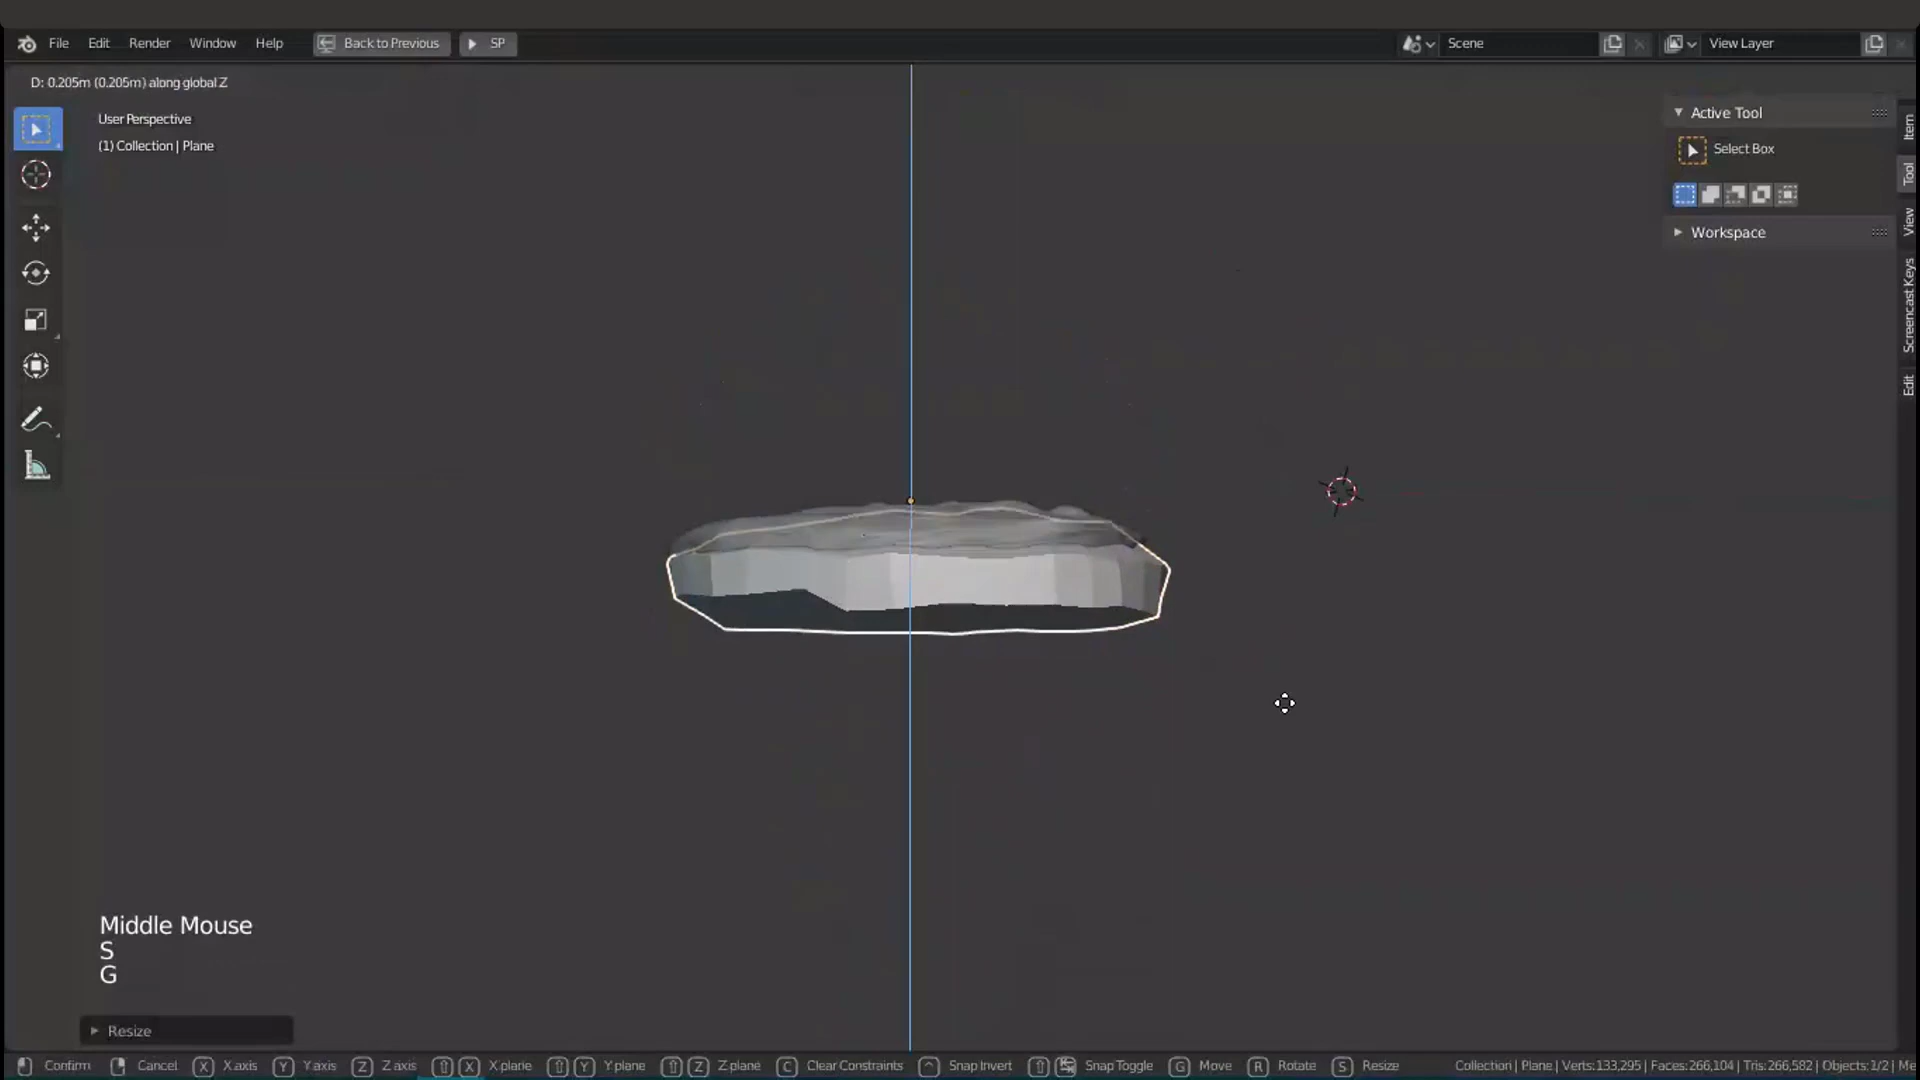 File Edit Render Window Help Back to Previous SP Scene View Layer
D: 0.205m (0.205m) along global Z
User Perspective
(1) Collection | Plane
Active Tool
Select Box
Workspace
Item
Tool
View
Screencast Keys
Edit
Middle Mouse
S
G
Resize
Confirm Cancel X X axis Y Y axis Z Z axis X X plane Y Y plane Z Z plane C Clear Constraints Snap Invert Snap Toggle G Move R Rotate S Resize Collection | Plane | Verts:133,295 | Faces:266,104 | Tris:266,582 | Objects:1/2 | Me